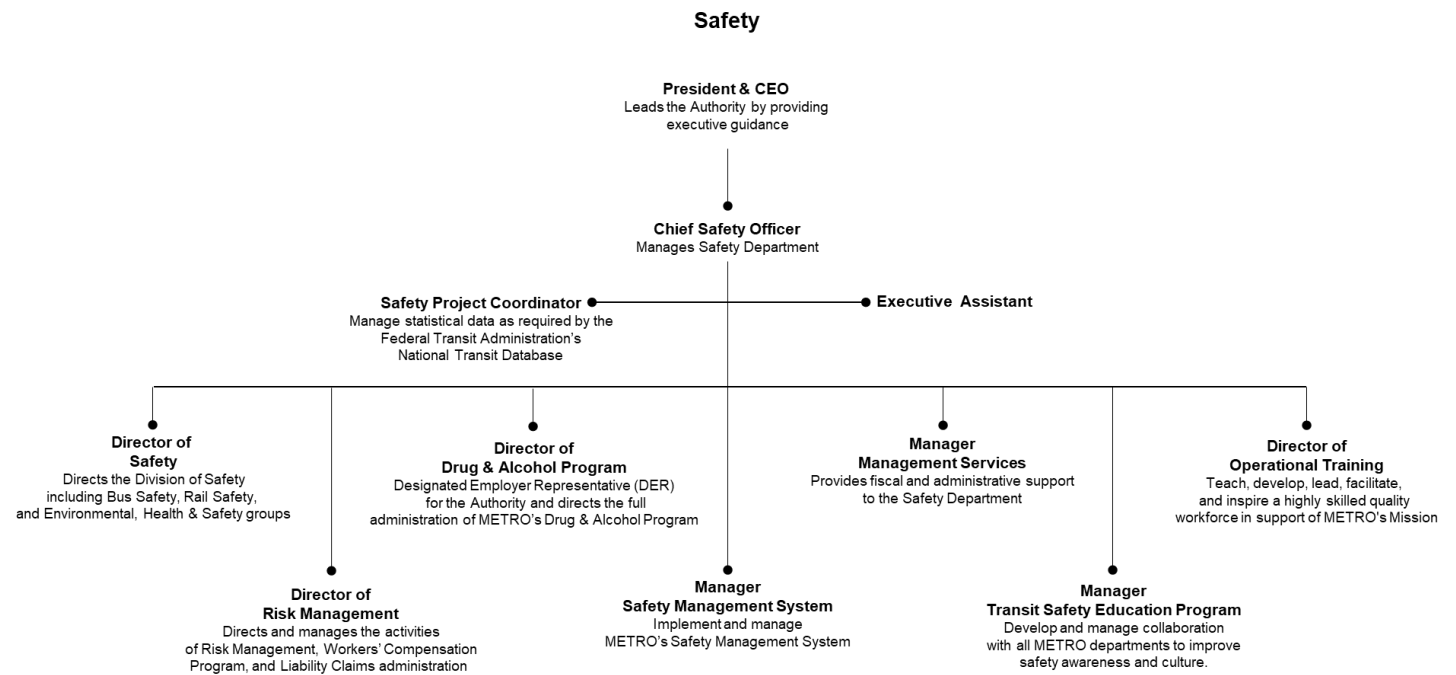 Safety
President & CEO
Leads the Authority by providing
executive guidance
Chief Safety Officer
Manages Safety Department
Safety Project Coordinator
Manage statistical data as required by the
Federal Transit Administration's
National Transit Database
Executive Assistant
Director of
Safety
Directs the Division of Safety
including Bus Safety, Rail Safety,
and Environmental, Health & Safety groups
Director of
Drug & Alcohol Program
Designated Employer Representative (DER)
for the Authority and directs the full
administration of METRO's Drug & Alcohol Program
Manager
Management Services
Provides fiscal and administrative support
to the Safety Department
Director of
Operational Training
Teach, develop, lead, facilitate,
and inspire a highly skilled quality
workforce in support of METRO's Mission
Director of
Risk Management
Directs and manages the activities
of Risk Management, Workers' Compensation
Program, and Liability Claims administration
Manager
Safety Management System
Implement and manage
METRO's Safety Management System
Manager
Transit Safety Education Program
Develop and manage collaboration
with all METRO departments to improve
safety awareness and culture.